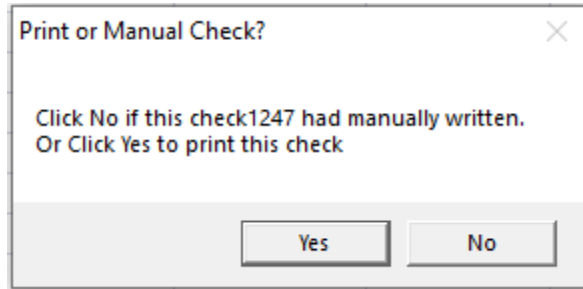 Print or Manual Check?
Click No if this check1247 had manually written.
Or Click Yes to print this check
Yes
No